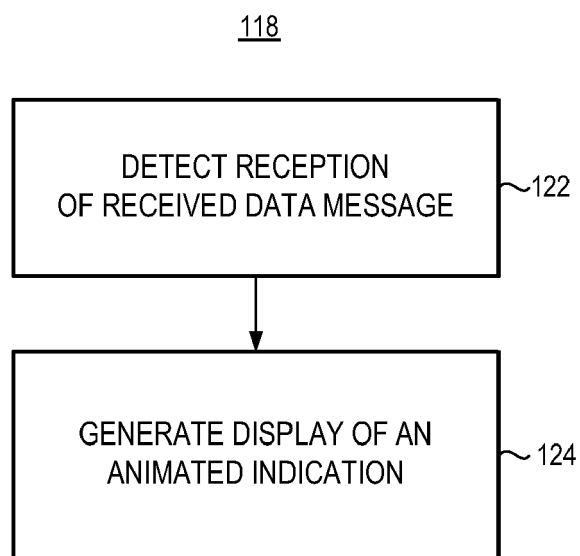 118
DETECT RECEPTION
OF RECEIVED DATA MESSAGE
122
GENERATE DISPLAY OF AN
ANIMATED INDICATION
124